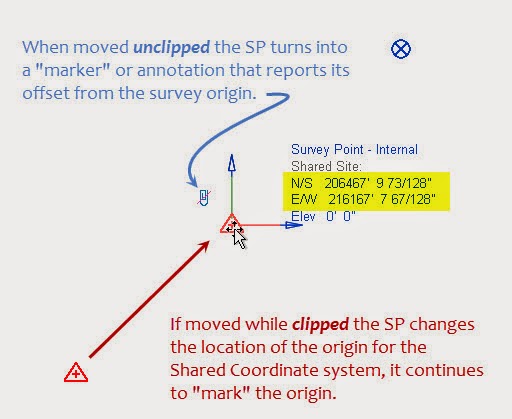 When moved unclipped the SP turns into
a "marker" or annotation that reports its
offset from the survey origin.
Survey Point - Internal
Shared Site:
N/S 206467' 9 73/128"
E/W 216167' 7 67/128"
Elev 0' 0"
If moved while clipped the SP changes
the location of the origin for the
Shared Coordinate system, it continues
to "mark" the origin.